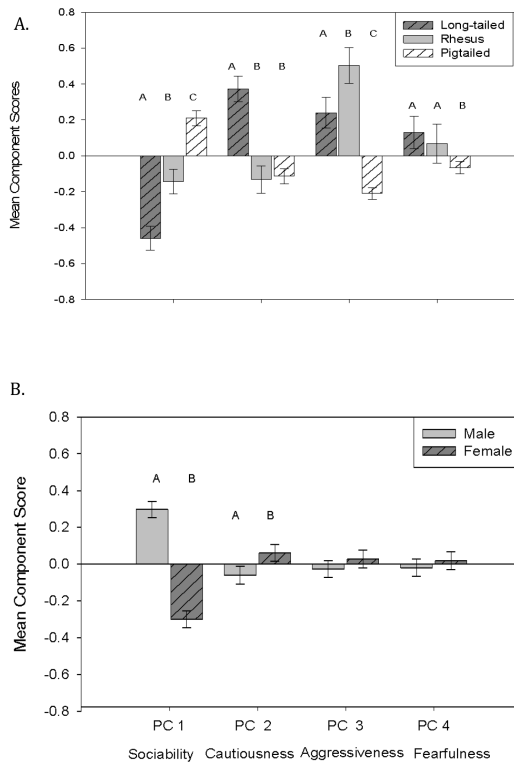 A.
0.8
0.6
0.4
0.2
0.0
-0.2
-0.4
-0.6
-0.8
Mean Component Scores
Long-tailed
Rhesus
Pigtailed
A B C
A B B
A B C
A A B
B.
0.8
0.6
0.4
0.2
0.0
-0.2
-0.4
-0.6
-0.8
Mean Component Score
Male
Female
A B
A B
PC 1 PC 2 PC 3 PC 4
Sociability Cautiousness Aggressiveness Fearfulness